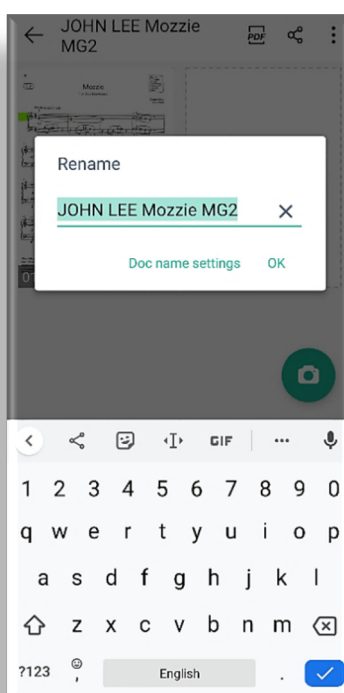 JOHN LEE Mozzie
MG2
PDF
Mozzie
Rename
JOHN LEE Mozzie MG2
Doc name settings OK
GIF
1 2 3 4 5 6 7 8 9 0
q w e r t y u i o p
a s d f g h j k l
z x c v b n m
?123 , English .